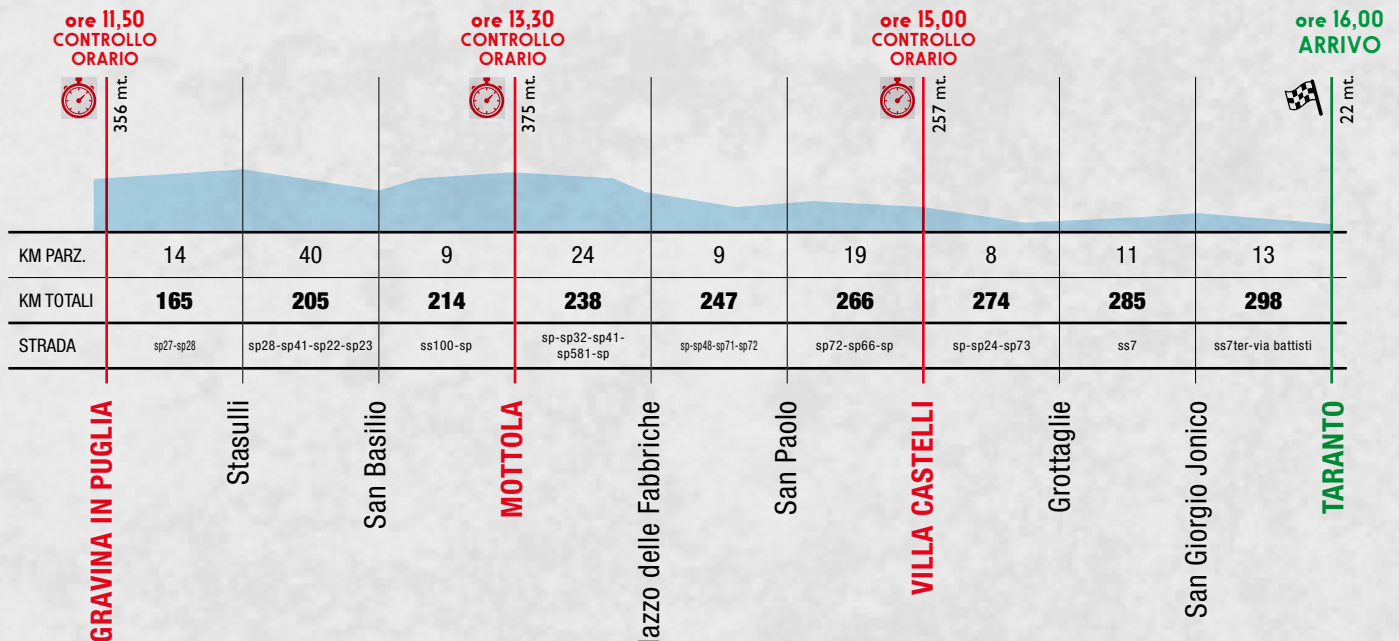 ore 11,50
CONTROLLO
ORARIO
356 mt.
ore 13,30
CONTROLLO
ORARIO
375 mt.
ore 15,00
CONTROLLO
ORARIO
257 mt.
ore 16,00
ARRIVO
22 mt.
KM PARZ. 14 40 9 24 9 19 8 11 13
KM TOTALI 165 205 214 238 247 266 274 285 298
STRADA sp27-sp28 sp28-sp41-sp22-sp23 ss100-sp sp-sp32-sp41-
sp581-sp
sp-sp48-sp71-sp72 sp72-sp66-sp sp-sp24-sp73 ss7 ss7ter-via battisti
GRAVINA IN PUGLIA
Stasulli
San Basilio
MOTTOLA
delle Fabbriche
San Paolo
VILLA CASTELLI
Grottaglie
San Giorgio Jonico
TARANTO